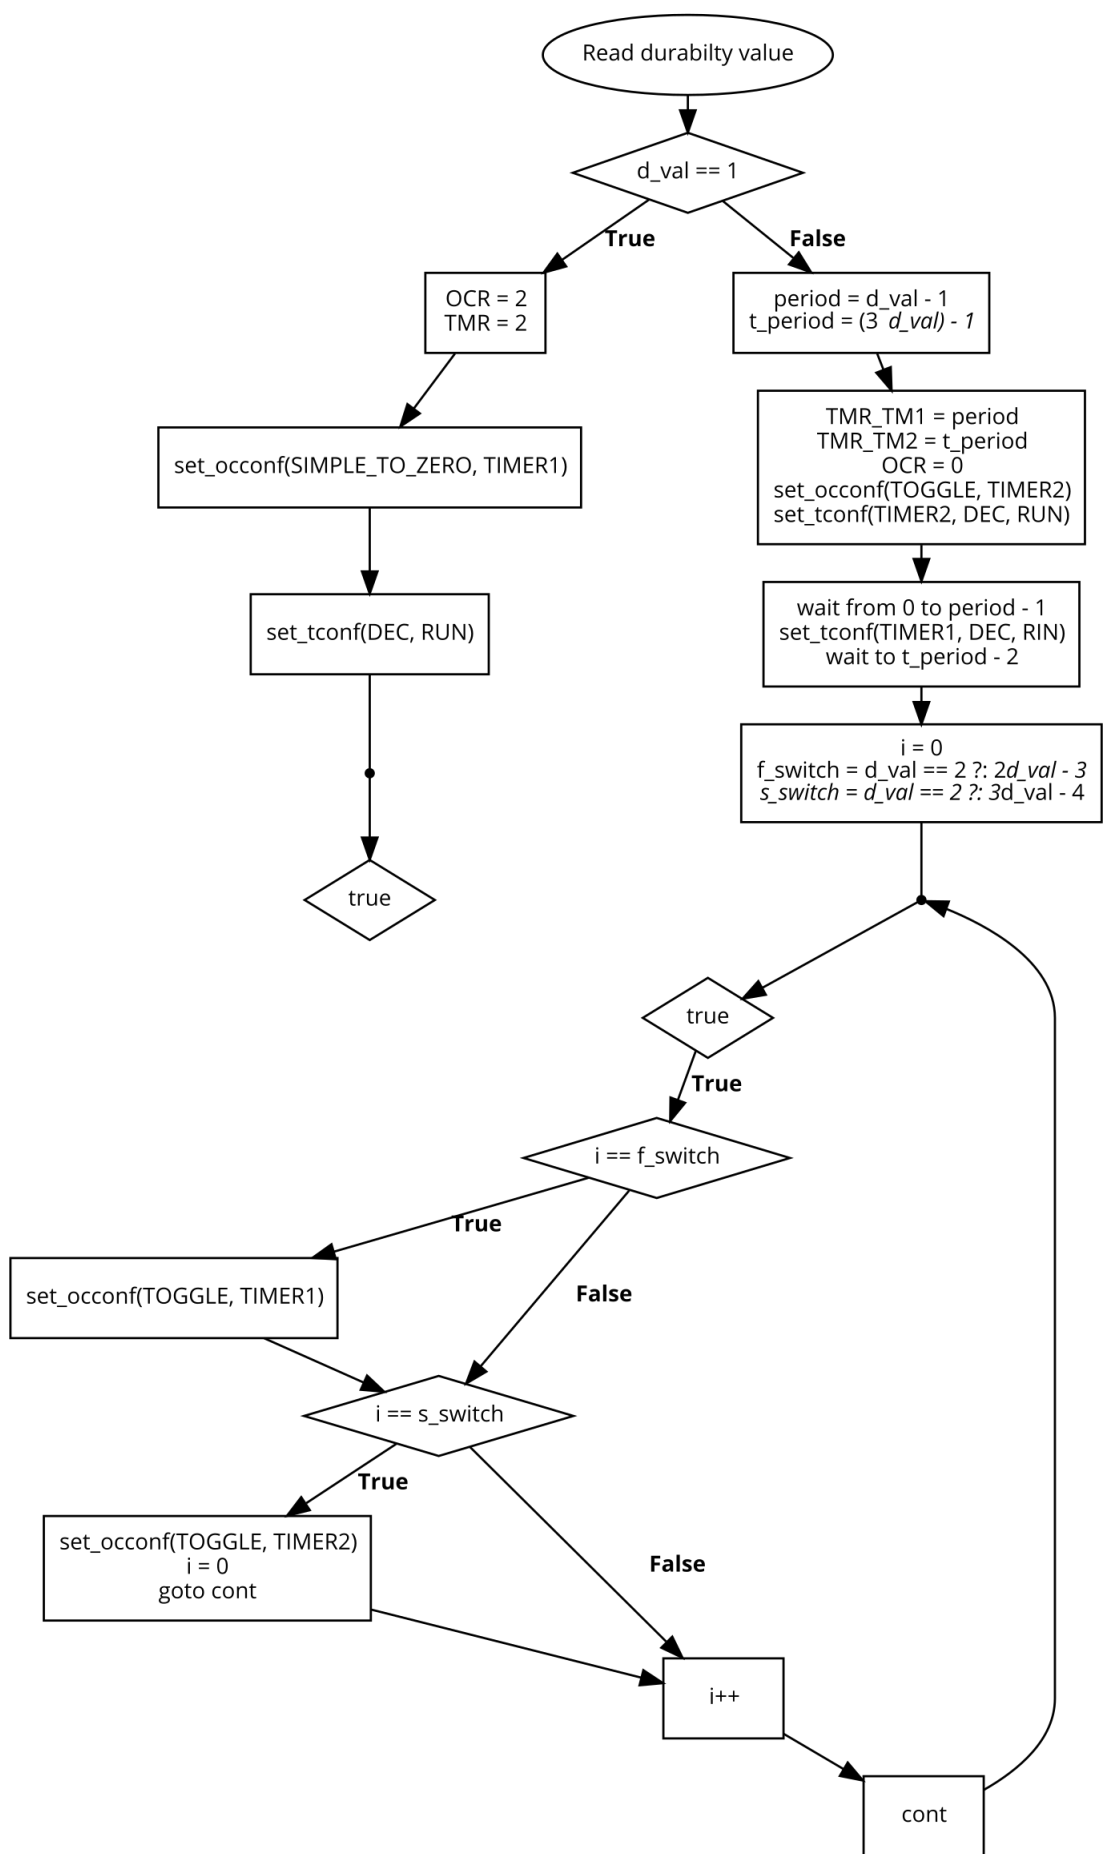 Read durabilty value
d_val == 1
True
False
OCR = 2
TMR = 2
period = d_val - 1
t_period = (3 d_val) - 1
set_occonf(SIMPLE_TO_ZERO, TIMER1)
TMR_TM1 = period
TMR_TM2 = t_period
OCR = 0
set_occonf(TOGGLE, TIMER2)
set_tconf(TIMER2, DEC, RUN)
set_tconf(DEC, RUN)
wait from 0 to period - 1
set_tconf(TIMER1, DEC, RIN)
wait to t_period - 2
i = 0
f_switch = d_val == 2 ?: 2d_val - 3
s_switch = d_val == 2 ?: 3d_val - 4
true
true
True
i == f_switch
True
False
set_occonf(TOGGLE, TIMER1)
i == s_switch
True
False
set_occonf(TOGGLE, TIMER2)
i = 0
goto cont
i++
cont